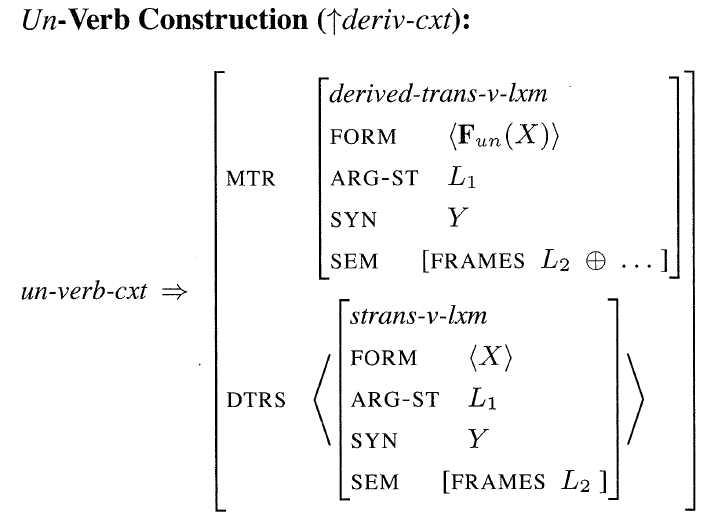 Un-Verb Construction (↑deriv-cxt):
derived-trans-v-lxm
FORM ⟨F_un(X)⟩
MTR ARG-ST L₁
SYN Y
SEM [FRAMES L₂ ⊕ ...]
un-verb-cxt ⇒
strans-v-lxm
FORM ⟨X⟩
DTRS ARG-ST L₁
SYN Y
SEM [FRAMES L₂ ]